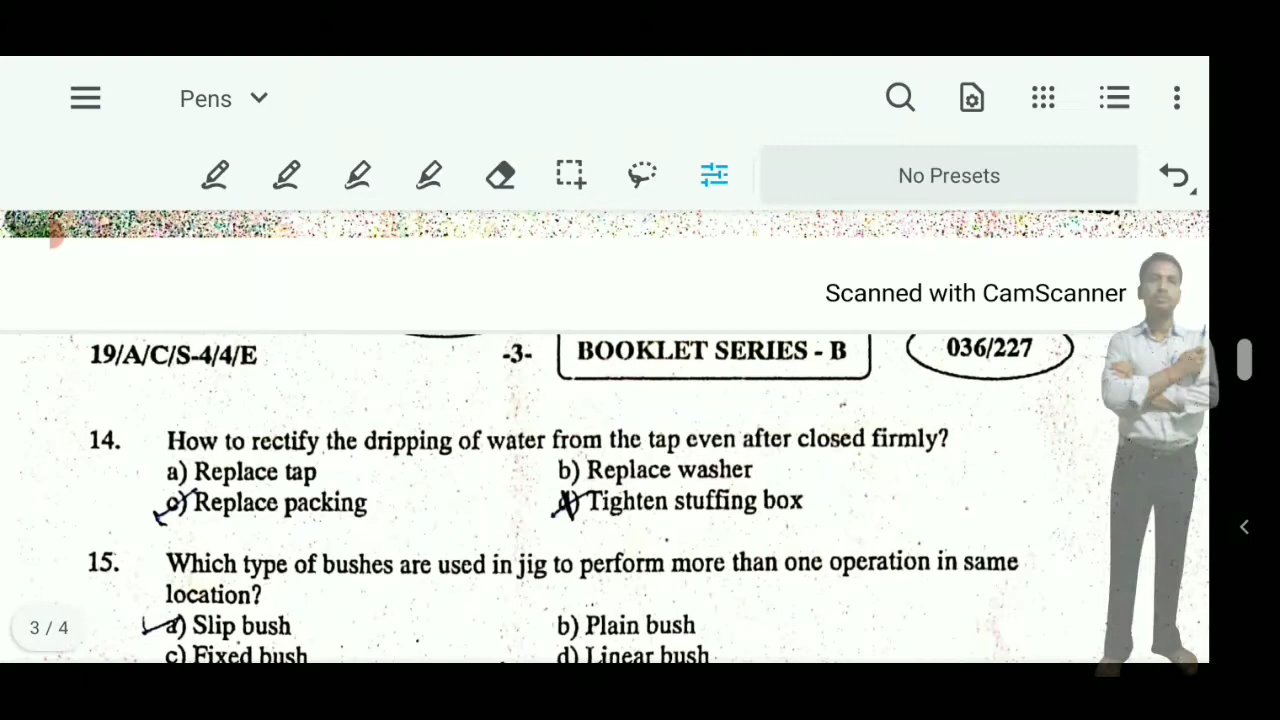 Pens
No Presets
Scanned with CamScanner
19/A/C/S-4/4/E -3- BOOKLET SERIES - B 036/227
14. How to rectify the dripping of water from the tap even after closed firmly?
a) Replace tap b) Replace washer
c) Replace packing d) Tighten stuffing box
15. Which type of bushes are used in jig to perform more than one operation in same
location?
a) Slip bush b) Plain bush
c) Fixed bush d) Linear bush
3 / 4